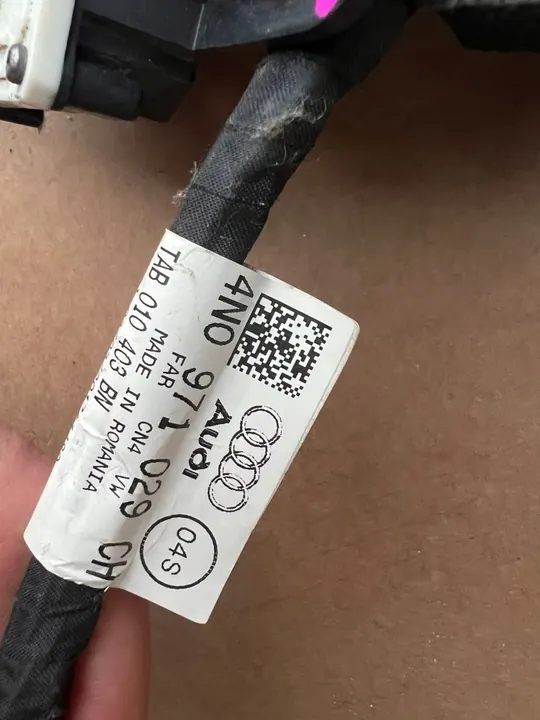 Audi
04S
4N0 971 029 CH
FAR CN4 VW
MADE IN ROMANIA
TAB 010 403 BN